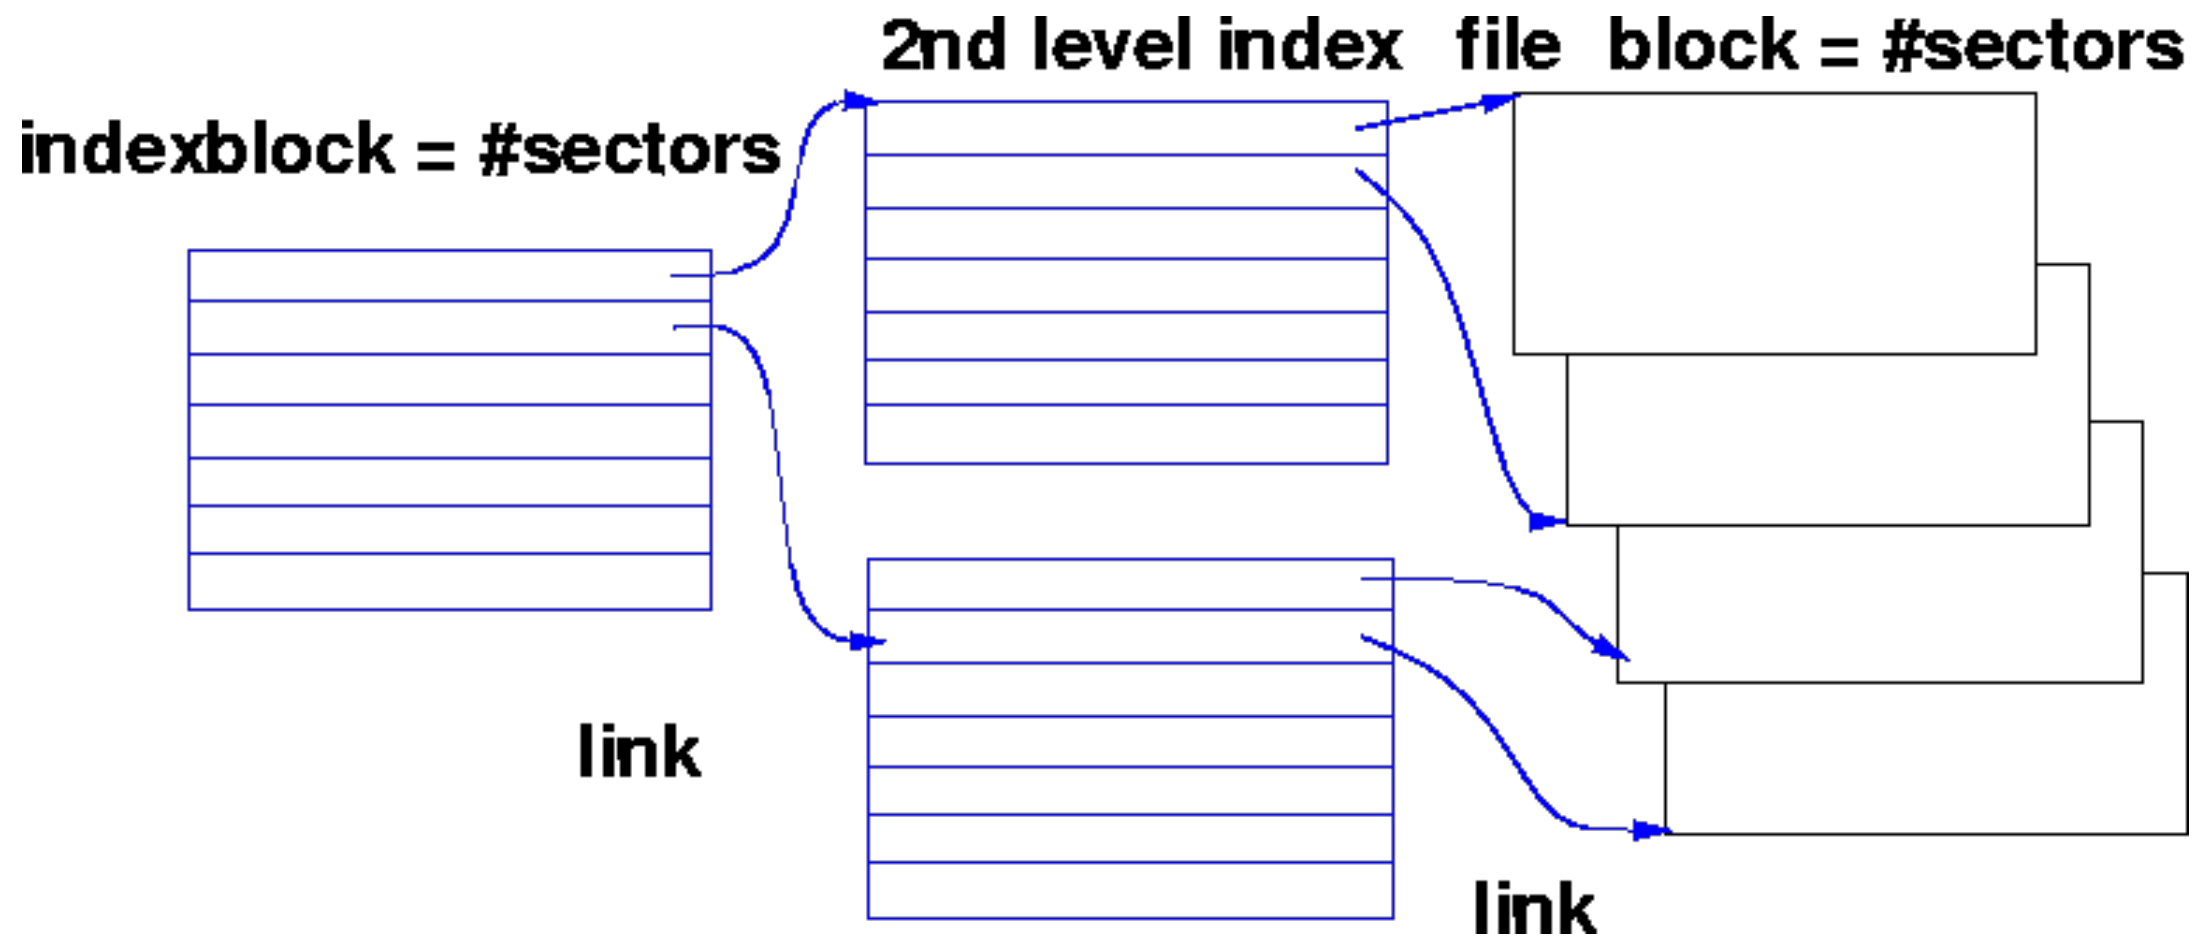 2nd level index file block = #sectors
indexblock = #sectors
link
link